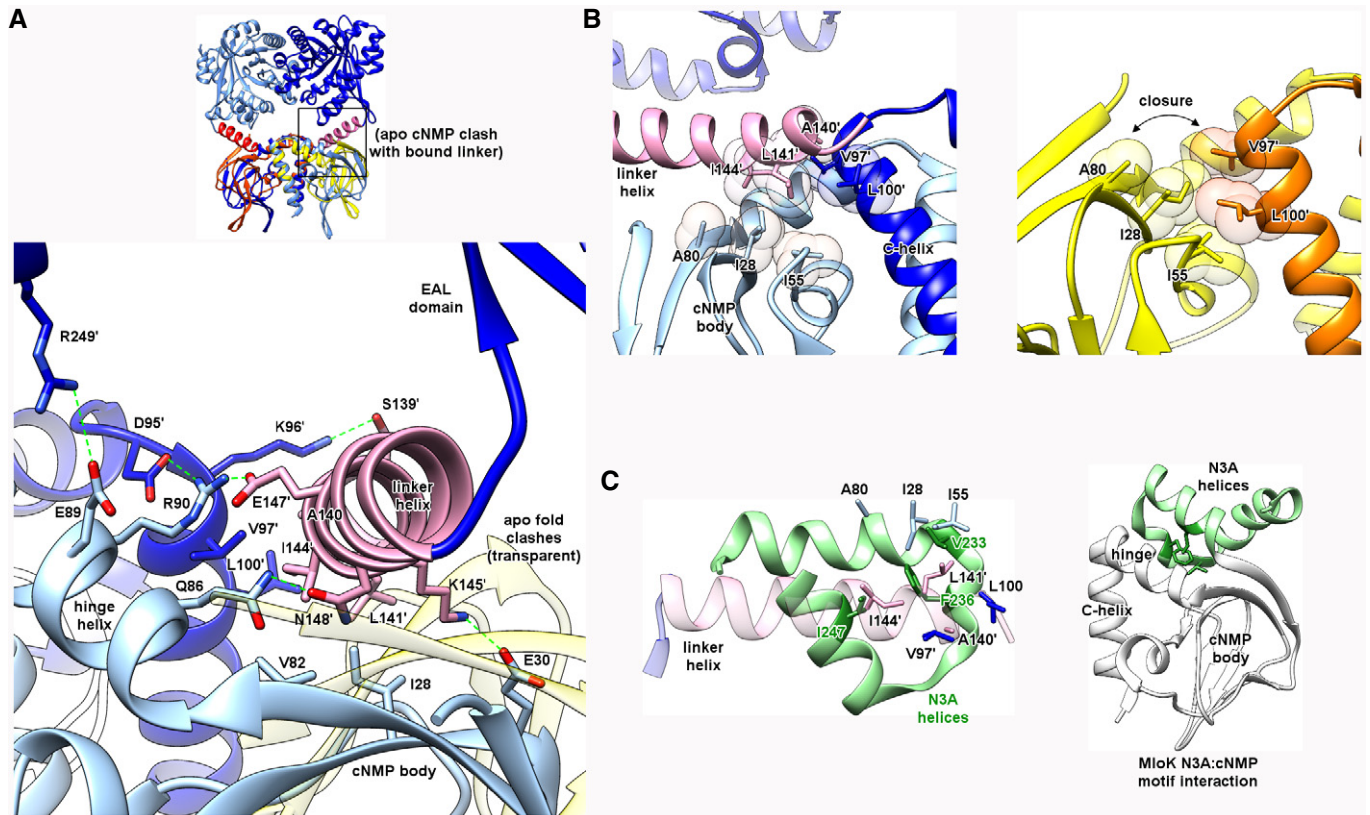 A
(apo cNMP clash
with bound linker)
EAL
domain
R249'
S139'
D95'
K96'
linker
helix
E147'
R90
E89
A140
apo fold
clashes
(transparent)
V97'
I144'
L100'
K145'
Q86
hinge
helix
N148'
L141'
E30
V82
I28
cNMP body
B
A140'
L141'
V97'
I144'
linker
helix
L100'
C-helix
A80
I28
I55
cNMP
body
closure
V97'
A80
L100'
I28
I55
C
A80
I28
I55
V233
L141'
L100
F236
I144'
I247
A140'
V97'
linker
helix
N3A
helices
N3A
helices
hinge
C-helix
cNMP
body
MloK N3A:cNMP
motif interaction